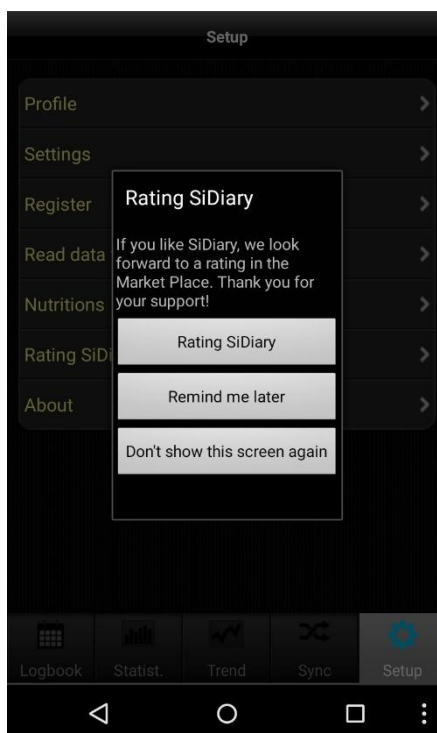 Setup
Profile
Settings
Register
Read data
Nutritions
Rating SiDi
About
Rating SiDiary
If you like SiDiary, we look
forward to a rating in the
Market Place. Thank you for
your support!
Rating SiDiary
Remind me later
Don't show this screen again
Logbook
Statist.
Trend
Sync
Setup